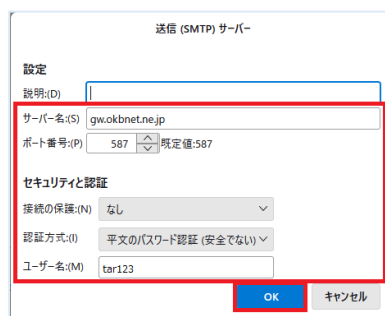 送信 (SMTP) サーバー
設定
説明:(D)
サーバー名:(S) gw.okbnet.ne.jp
ポート番号:(P) 587 既定値:587
セキュリティと認証
接続の保護:(N) なし
認証方式:(I) 平文のパスワード認証 (安全でない)
ユーザー名:(M) tar123
OK キャンセル